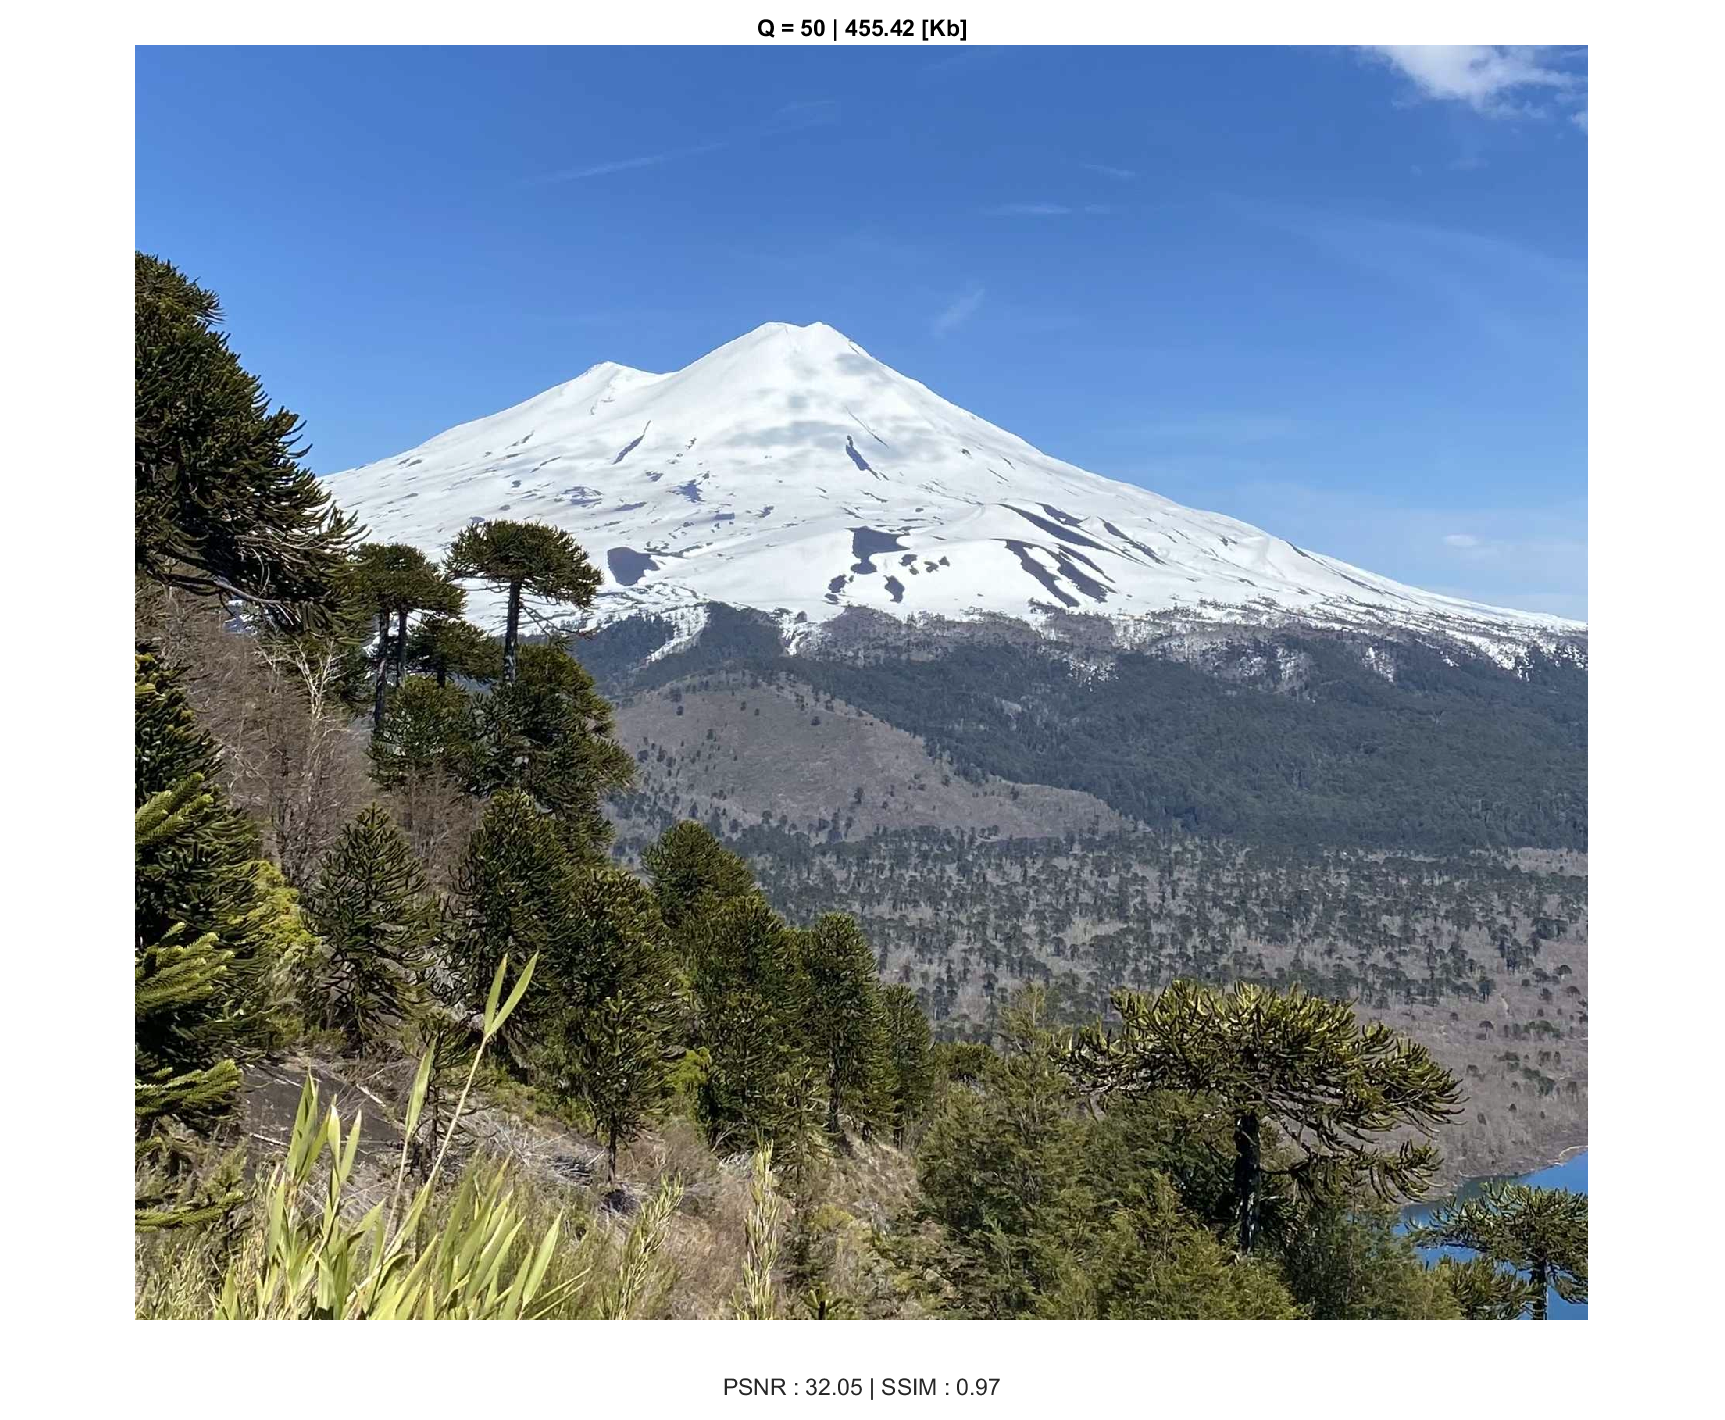 Q = 50 | 455.42 [Kb]
PSNR : 32.05 | SSIM : 0.97